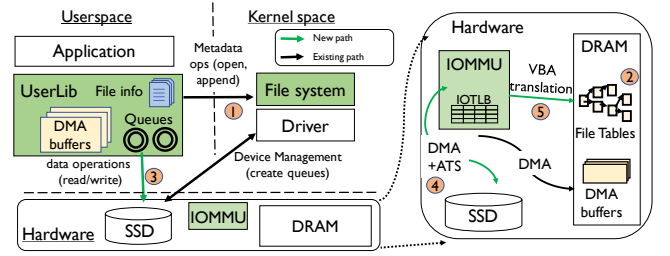 Userspace
Kernel space
Application
Metadata
ops (open,
append)
New path
Existing path
UserLib
File info
DMA
buffers
Queues
1
File system
Driver
data operations
(read/write)
3
Device Management
(create queues)
Hardware
SSD
IOMMU
DRAM
Hardware
IOMMU
IOTLB
VBA
translation
5
DRAM
2
File Tables
DMA
+ATS
4
DMA
SSD
DMA
buffers